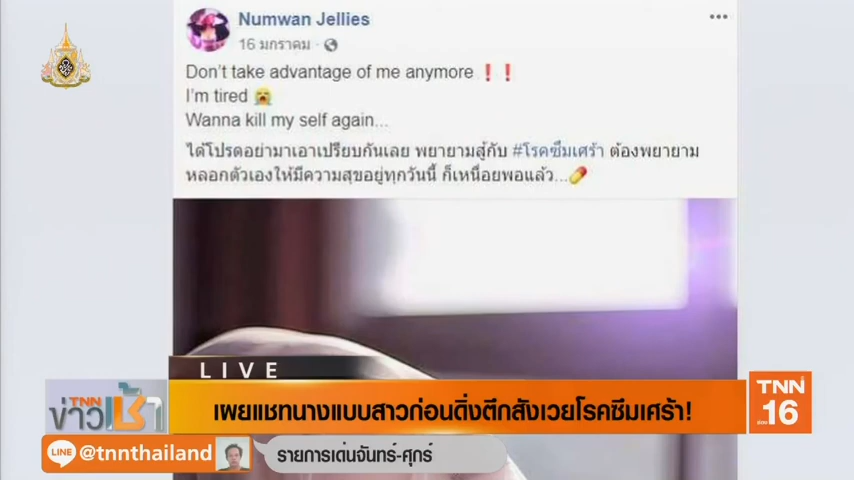 Numwan Jellies
16 มกราคม
Don't take advantage of me anymore ❗❗
I'm tired 😭
Wanna kill my self again...
ได้โปรดอย่ามาเอาเปรียบกันเลย พยายามสู้กับ #โรคซึมเศร้า ต้องพยายาม
หลอกตัวเองให้มีความสุขอยู่ทุกวันนี้ ก็เหนื่อยพอแล้ว...💊
LIVE
TNN
ข่าวเช้า
เผยแชทนางแบบสาวก่อนดิ่งตึกสังเวยโรคซึมเศร้า!
TNN
ช่อง 16
LINE
@tnnthailand
รายการเด่นจันทร์-ศุกร์